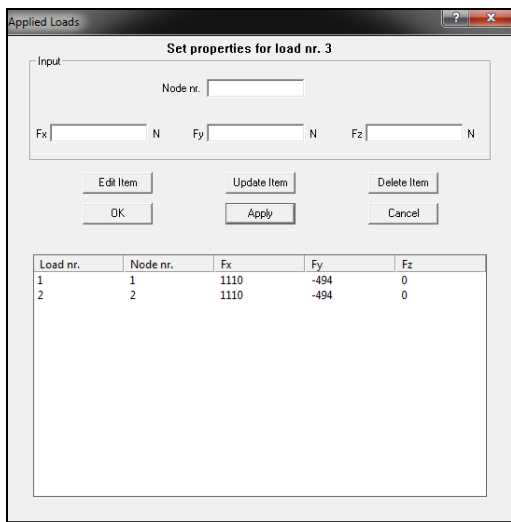 Applied Loads
?
x
Set properties for load nr. 3
Input
Node nr.
Fx N Fy N Fz N
Edit Item Update Item Delete Item
OK Apply Cancel
Load nr. Node nr. Fx Fy Fz
1 1 1110 -494 0
2 2 1110 -494 0